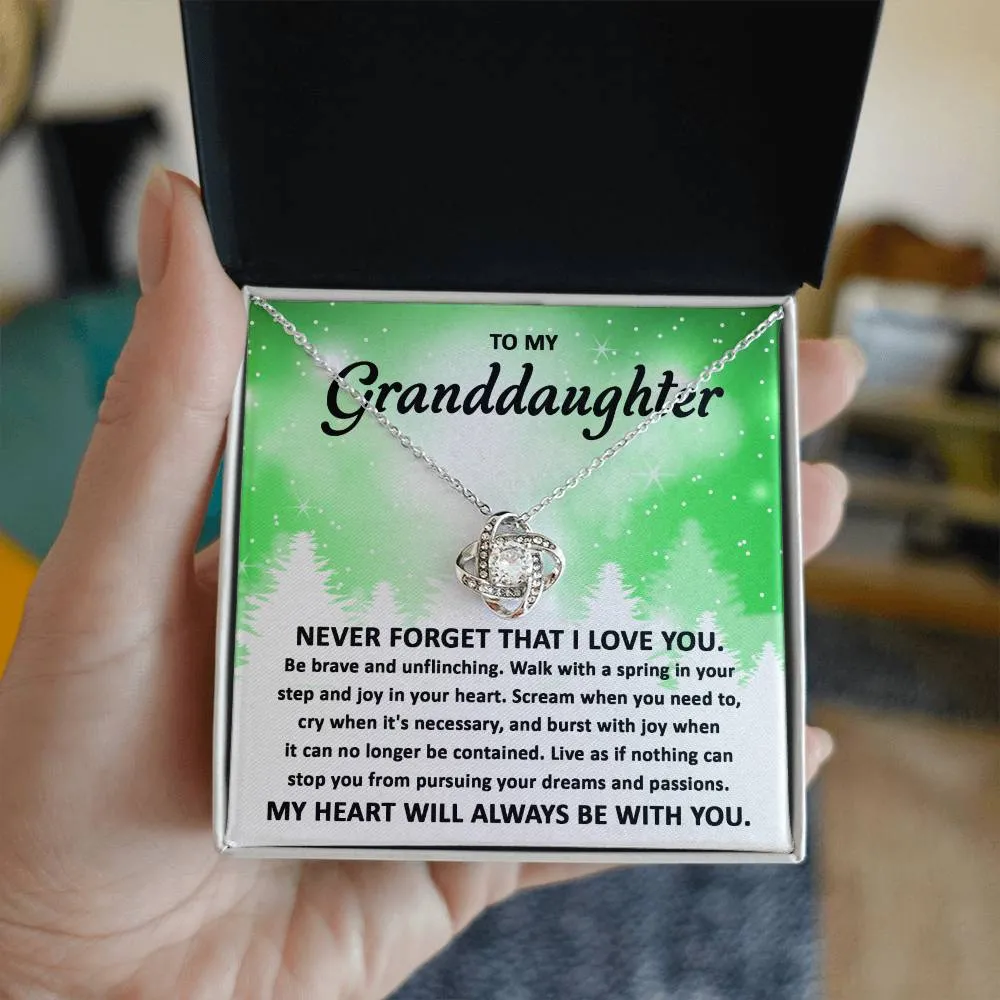 TO MY
Granddaughter
NEVER FORGET THAT I LOVE YOU.
Be brave and unflinching. Walk with a spring in your
step and joy in your heart. Scream when you need to,
cry when it's necessary, and burst with joy when
it can no longer be contained. Live as if nothing can
stop you from pursuing your dreams and passions.
MY HEART WILL ALWAYS BE WITH YOU.